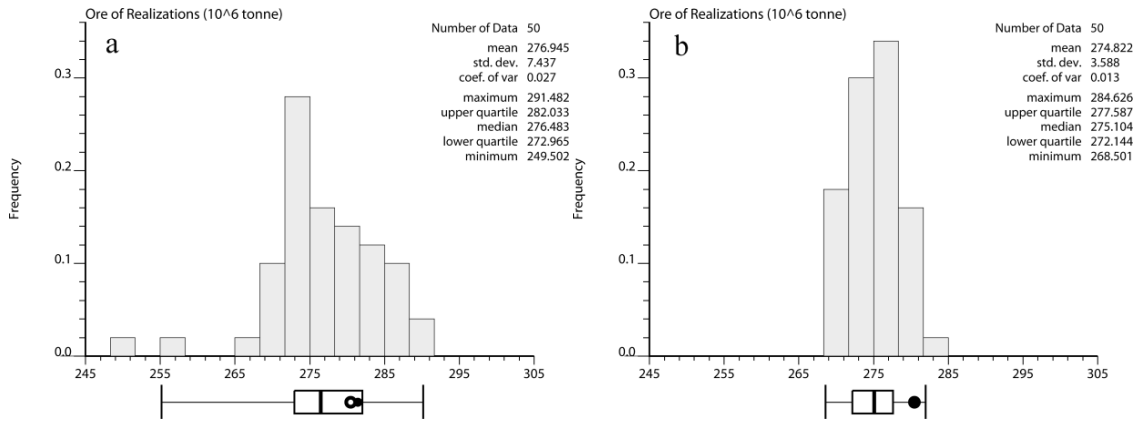 Ore of Realizations (10^6 tonne)
a
Number of Data 50
mean 276.945
std. dev. 7.437
coef. of var 0.027
maximum 291.482
upper quartile 282.033
median 276.483
lower quartile 272.965
minimum 249.502
Frequency
0.3
0.2
0.1
0.0
245 255 265 275 285 295 305
Ore of Realizations (10^6 tonne)
b
Number of Data 50
mean 274.822
std. dev. 3.588
coef. of var 0.013
maximum 284.626
upper quartile 277.587
median 275.104
lower quartile 272.144
minimum 268.501
Frequency
0.3
0.2
0.1
0.0
245 255 265 275 285 295 305